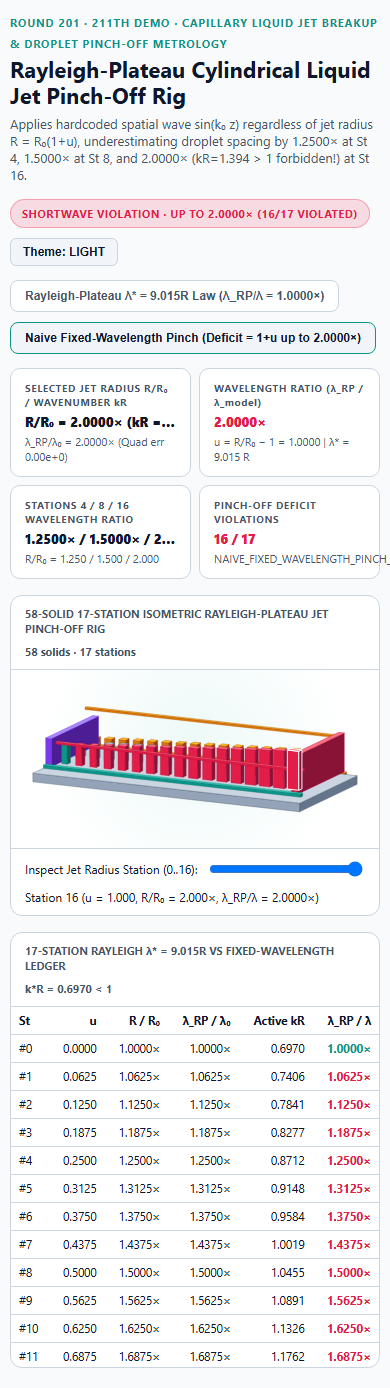 ROUND 201 · 211TH DEMO · CAPILLARY LIQUID JET BREAKUP
& DROPLET PINCH-OFF METROLOGY
Rayleigh-Plateau Cylindrical Liquid
Jet Pinch-Off Rig
Applies hardcoded spatial wave sin(k₀ z) regardless of jet radius
R = R₀(1+u), underestimating droplet spacing by 1.2500× at St
4, 1.5000× at St 8, and 2.0000× (kR=1.394 > 1 forbidden!) at St
16.
SHORTWAVE VIOLATION · UP TO 2.0000× (16/17 VIOLATED)
Theme: LIGHT
Rayleigh-Plateau λ* = 9.015R Law (λ_RP/λ = 1.0000×)
Naive Fixed-Wavelength Pinch (Deficit = 1+u up to 2.0000×)
SELECTED JET RADIUS R/R₀
/ WAVENUMBER kR
R/R₀ = 2.0000× (kR =...
λ_RP/λ₀ = 2.0000× (Quad err
0.00e+0)
WAVELENGTH RATIO (λ_RP /
λ_model)
2.0000×
u = R/R₀ − 1 = 1.0000 | λ* =
9.015 R
STATIONS 4 / 8 / 16
WAVELENGTH RATIO
1.2500× / 1.5000× / 2...
R/R₀ = 1.250 / 1.500 / 2.000
PINCH-OFF DEFICIT
VIOLATIONS
16 / 17
NAIVE_FIXED_WAVELENGTH_PINCH_
58-SOLID 17-STATION ISOMETRIC RAYLEIGH-PLATEAU JET
PINCH-OFF RIG
58 solids · 17 stations
Inspect Jet Radius Station (0..16):
Station 16 (u = 1.000, R/R₀ = 2.000×, λ_RP/λ = 2.0000×)
17-STATION RAYLEIGH λ* = 9.015R VS FIXED-WAVELENGTH
LEDGER
k*R = 0.6970 < 1
St u R / R₀ λ_RP / λ₀ Active kR λ_RP / λ
#0 0.0000 1.0000× 1.0000× 0.6970 1.0000×
#1 0.0625 1.0625× 1.0625× 0.7406 1.0625×
#2 0.1250 1.1250× 1.1250× 0.7841 1.1250×
#3 0.1875 1.1875× 1.1875× 0.8277 1.1875×
#4 0.2500 1.2500× 1.2500× 0.8712 1.2500×
#5 0.3125 1.3125× 1.3125× 0.9148 1.3125×
#6 0.3750 1.3750× 1.3750× 0.9584 1.3750×
#7 0.4375 1.4375× 1.4375× 1.0019 1.4375×
#8 0.5000 1.5000× 1.5000× 1.0455 1.5000×
#9 0.5625 1.5625× 1.5625× 1.0891 1.5625×
#10 0.6250 1.6250× 1.6250× 1.1326 1.6250×
#11 0.6875 1.6875× 1.6875× 1.1762 1.6875×